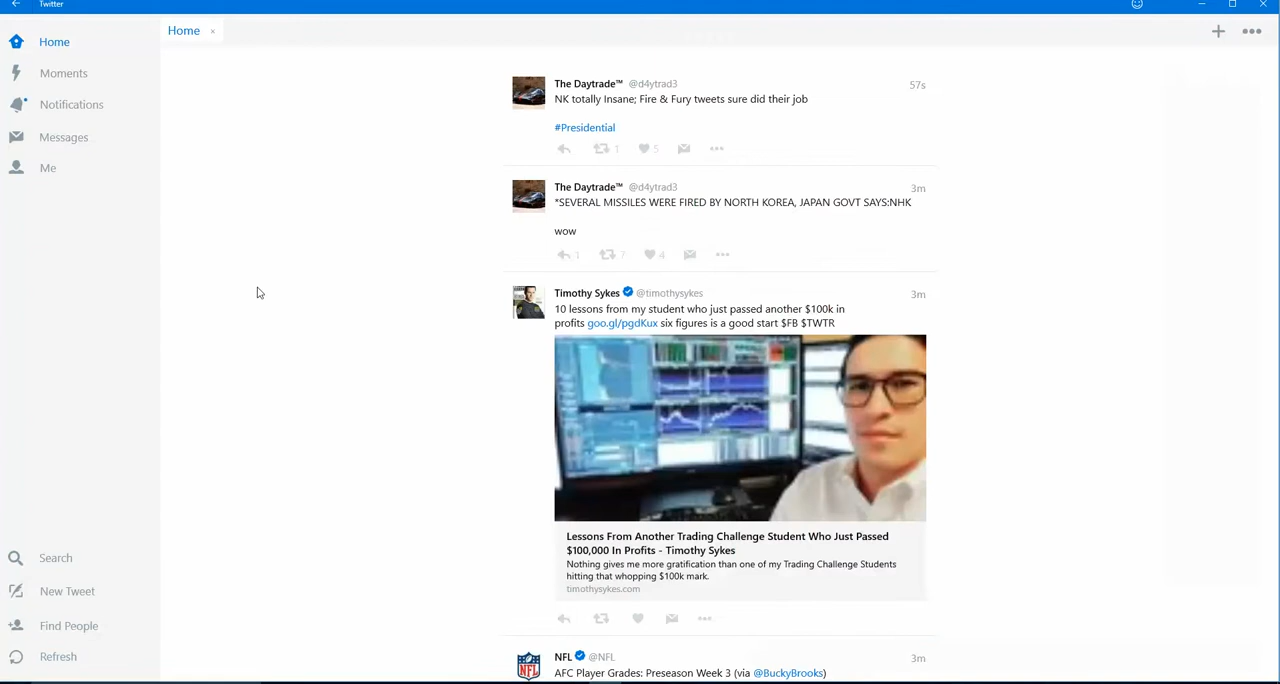 Twitter
Home
Moments
Notifications
Messages
Me
Search
New Tweet
Find People
Refresh
Home ×
The Daytrade™ @d4ytrad3 57s
NK totally Insane; Fire & Fury tweets sure did their job
#Presidential
1 5
The Daytrade™ @d4ytrad3 3m
*SEVERAL MISSILES WERE FIRED BY NORTH KOREA, JAPAN GOVT SAYS:NHK
wow
1 7 4
Timothy Sykes @timothysykes 3m
10 lessons from my student who just passed another $100k in
profits goo.gl/pgdKux six figures is a good start $FB $TWTR
Lessons From Another Trading Challenge Student Who Just Passed
$100,000 In Profits - Timothy Sykes
Nothing gives me more gratification than one of my Trading Challenge Students
hitting that whopping $100k mark.
timothysykes.com
NFL @NFL 3m
AFC Player Grades: Preseason Week 3 (via @BuckyBrooks)